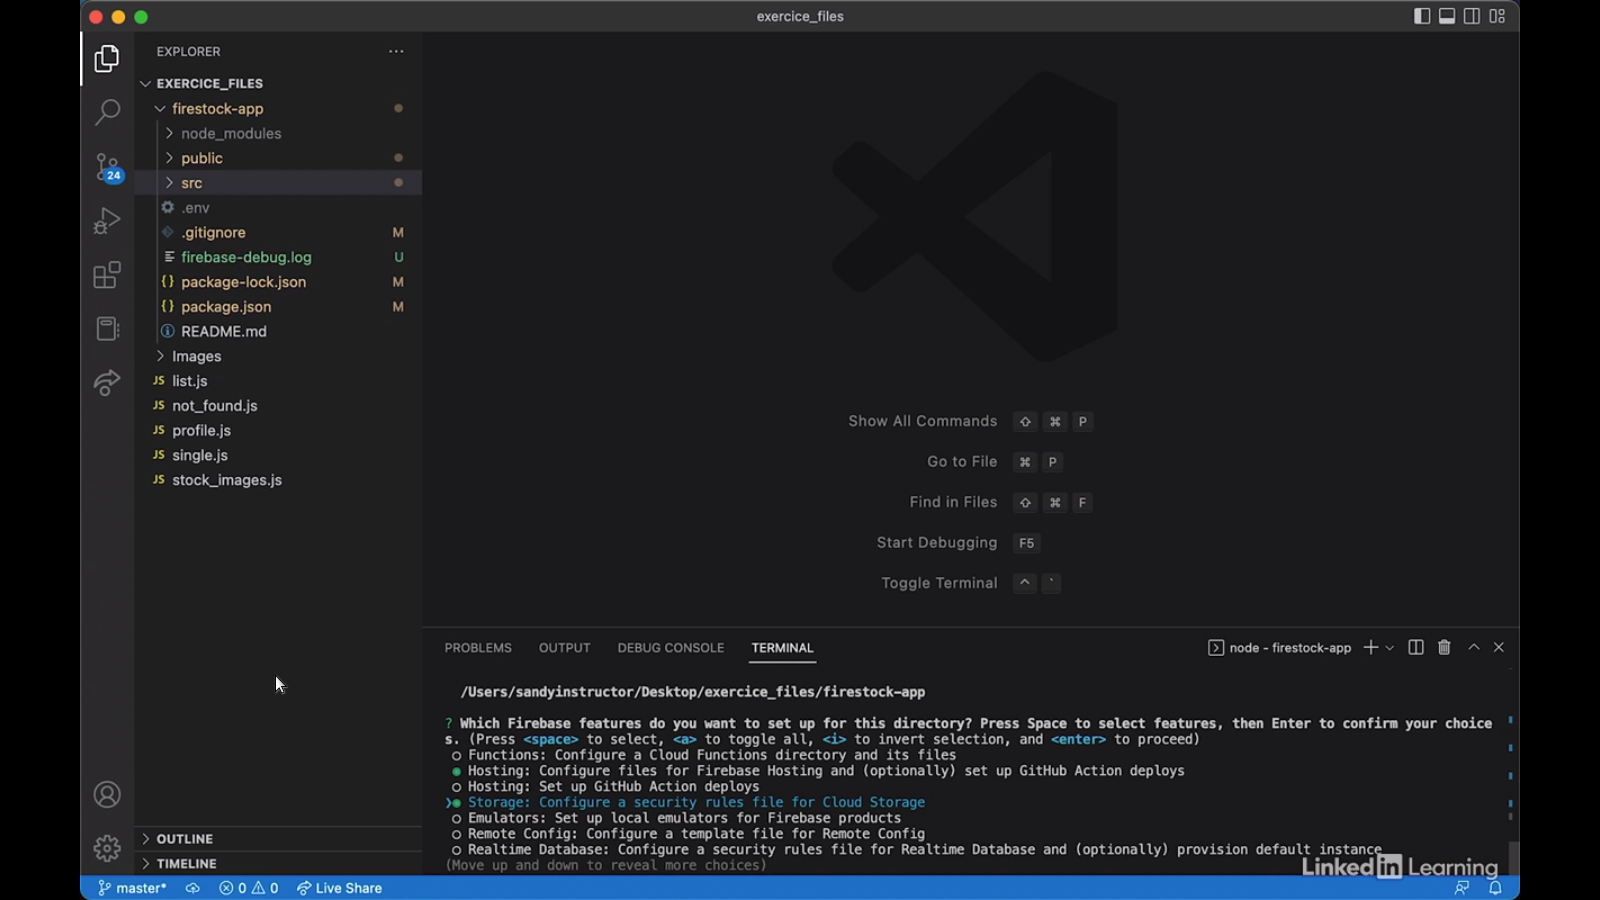 exercice_files
EXPLORER
EXERCICE_FILES
firestock-app
node_modules
public
src
.env
.gitignore M
firebase-debug.log U
package-lock.json M
package.json M
README.md
Images
JS list.js
JS not_found.js
JS profile.js
JS single.js
JS stock_images.js
24
OUTLINE
TIMELINE
Show All Commands ⇧ ⌘ P
Go to File ⌘ P
Find in Files ⇧ ⌘ F
Start Debugging F5
Toggle Terminal ^ `
PROBLEMS OUTPUT DEBUG CONSOLE TERMINAL node - firestock-app
/Users/sandyinstructor/Desktop/exercice_files/firestock-app
? Which Firebase features do you want to set up for this directory? Press Space to select features, then Enter to confirm your choice
s. (Press <space> to select, <a> to toggle all, <i> to invert selection, and <enter> to proceed)
○ Functions: Configure a Cloud Functions directory and its files
◉ Hosting: Configure files for Firebase Hosting and (optionally) set up GitHub Action deploys
○ Hosting: Set up GitHub Action deploys
❯◉ Storage: Configure a security rules file for Cloud Storage
○ Emulators: Set up local emulators for Firebase products
○ Remote Config: Configure a template file for Remote Config
○ Realtime Database: Configure a security rules file for Realtime Database and (optionally) provision default instance
(Move up and down to reveal more choices)
LinkedIn Learning
master* 0 0 Live Share